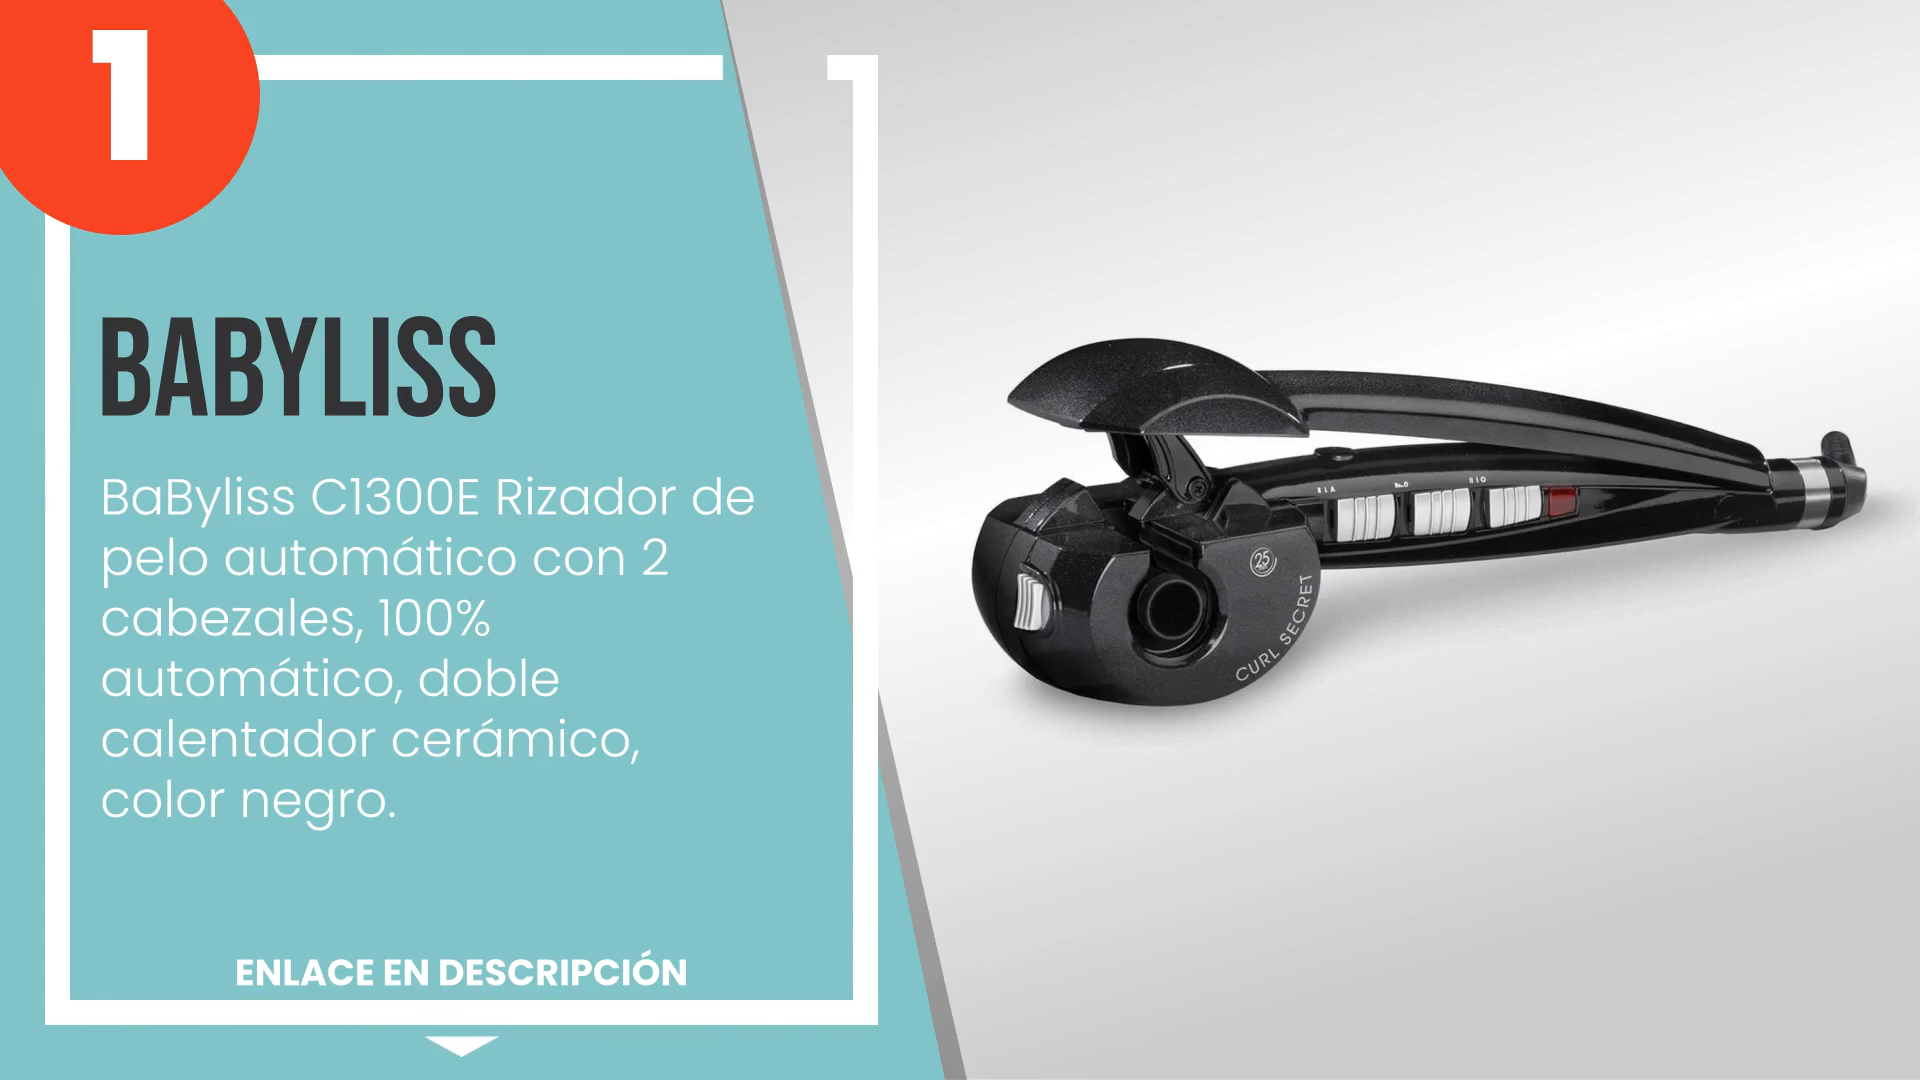 1
BABYLISS
BaByliss C1300E Rizador de
pelo automático con 2
cabezales, 100%
automático, doble
calentador cerámico,
color negro.
ENLACE EN DESCRIPCIÓN
25
CURL SECRET